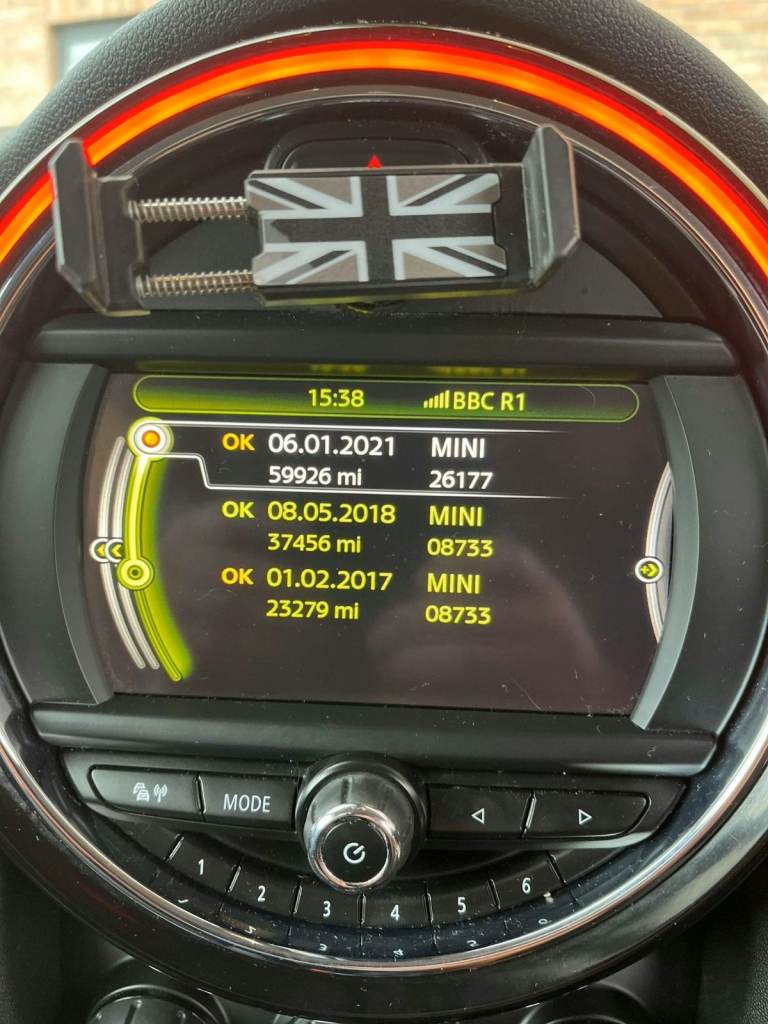 15:38 BBC R1
OK 06.01.2021 MINI
59926 mi 26177
OK 08.05.2018 MINI
37456 mi 08733
OK 01.02.2017 MINI
23279 mi 08733
MODE
1 2 3 4 5 6